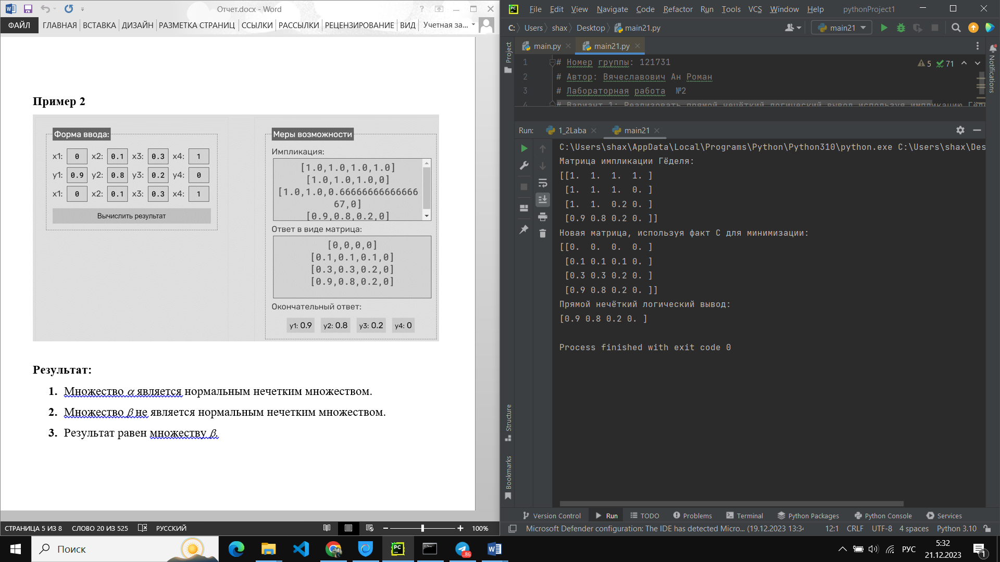 Отчет.docx - Word
ФАЙЛ ГЛАВНАЯ ВСТАВКА ДИЗАЙН РАЗМЕТКА СТРАНИЦ ССЫЛКИ РАССЫЛКИ РЕЦЕНЗИРОВАНИЕ ВИД Учетная за...
Пример 2
Форма ввода:
x1: 0 x2: 0.1 x3: 0.3 x4: 1
y1: 0.9 y2: 0.8 y3: 0.2 y4: 0
x1: 0 x2: 0.1 x3: 0.3 x4: 1
Вычислить результат
Меры возможности
Импликация:
[1.0,1.0,1.0,1.0]
[1.0,1.0,1.0,0]
[1.0,1.0,0.66666666666666
67,0]
[0.9,0.8,0.2,0]
Ответ в виде матрица:
[0,0,0,0]
[0.1,0.1,0.1,0]
[0.3,0.3,0.2,0]
[0.9,0.8,0.2,0]
Окончательный ответ:
y1: 0.9 y2: 0.8 y3: 0.2 y4: 0
Результат:
1. Множество α является нормальным нечетким множеством.
2. Множество β не является нормальным нечетким множеством.
3. Результат равен множеству β.
СТРАНИЦА 5 ИЗ 8 СЛОВО 20 ИЗ 525 РУССКИЙ 100%
PC File Edit View Navigate Code Refactor Run Tools VCS Window Help pythonProject1
C: Users shax Desktop main21.py main21
Project
main.py main21.py
Notifications
1 # Номер группы: 121731
2 # Автор: Вячеславович Ан Роман
3 # Лабораторная работа №2
4 # Вариант 1: Реализовать прямой нечёткий логический вывод используя импликацию Гёде
5 71
Run: 1_2Laba main21
C:\Users\shax\AppData\Local\Programs\Python\Python310\python.exe C:\Users\shax\Des
Матрица импликации Гёделя:
[[1. 1. 1. 1. ]
[1. 1. 1. 0. ]
[1. 1. 0.2 0. ]
[0.9 0.8 0.2 0. ]]
Новая матрица, используя факт С для минимизации:
[[0. 0. 0. 0. ]
[0.1 0.1 0.1 0. ]
[0.3 0.3 0.2 0. ]
[0.9 0.8 0.2 0. ]]
Прямой нечёткий логический вывод:
[0.9 0.8 0.2 0. ]
Process finished with exit code 0
Structure
Bookmarks
Version Control Run TODO Problems Terminal Python Packages Python Console Services
Microsoft Defender configuration: The IDE has detected Micro... (19.12.2023 13:34 12:1 CRLF UTF-8 4 spaces Python 3.10
Поиск
PC
86
РУС
5:32
21.12.2023
1